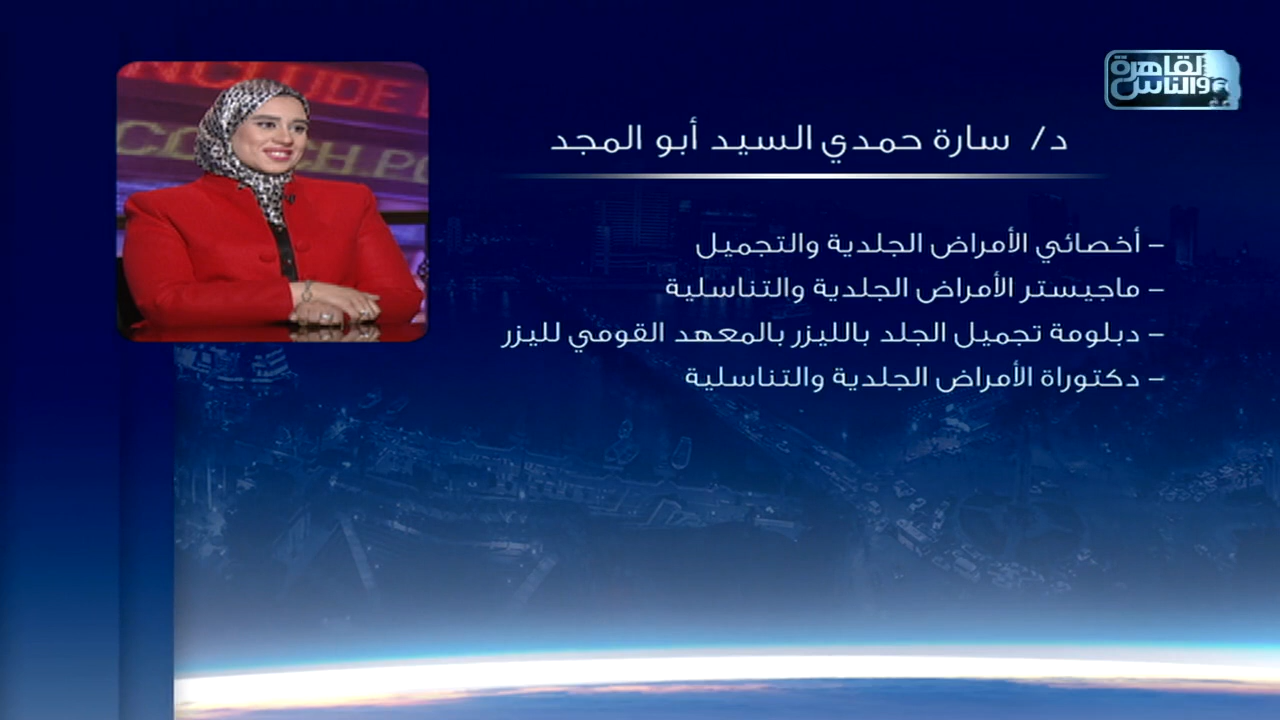 القاهرة
والناس
د/ سارة حمدي السيد أبو المجد
– أخصائي الأمراض الجلدية والتجميل
– ماجيستر الأمراض الجلدية والتناسلية
– دبلومة تجميل الجلد بالليزر بالمعهد القومي لليزر
– دكتوراة الأمراض الجلدية والتناسلية
INCLUDE